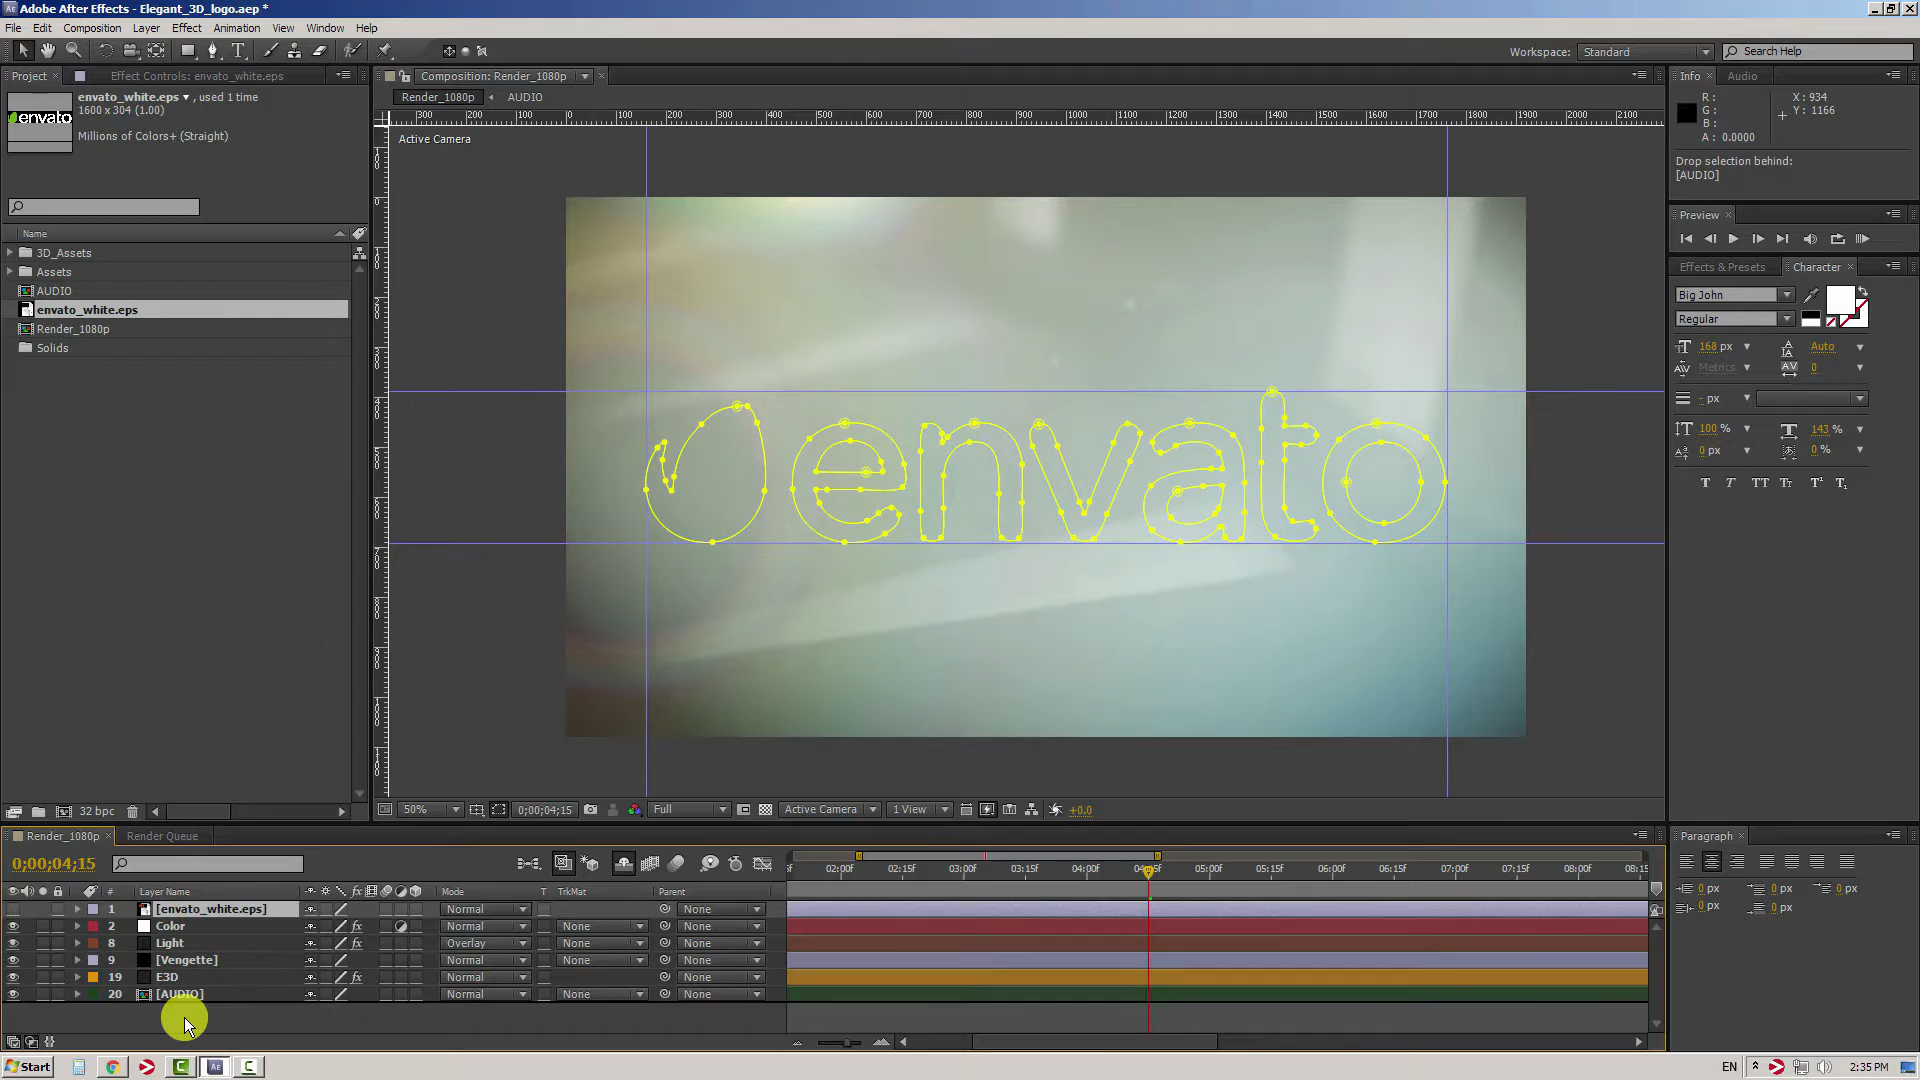 Adobe After Effects - Elegant_3D_logo.aep *
File Edit Composition Layer Effect Animation View Window Help
Workspace: Standard Search Help
Project Effect Controls: envato_white.eps
Composition: Render_1080p
Info Audio
envato_white.eps , used 1 time
1600 x 304 (1.00)
Millions of Colors+ (Straight)
envato
Render_1080p AUDIO
R: X: 934
G: Y: 1166
B:
A: 0.0000
Drop selection behind:
[AUDIO]
Active Camera
Preview
Name
3D_Assets
Assets
AUDIO
envato_white.eps
Render_1080p
Solids
Effects & Presets Character
Big John
Regular
168 px Auto
Metrics 0
- px
100 % 143 %
0 px 0 %
T T TT Tт T¹ T₁
envato
32 bpc
50% 0;00;04;15 Full Active Camera 1 View +0.0
Render_1080p Render Queue
Paragraph
0;00;04;15
02:00f 02:15f 03:00f 03:15f 04:00f 05:00f 05:15f 06:00f 06:15f 07:00f 07:15f 08:00f 08:15
# Layer Name Mode T TrkMat Parent
1 [envato_white.eps] Normal None
2 Color Normal None None
8 Light Overlay None None
9 [Vengette] Normal None None
19 E3D Normal None None
20 [AUDIO] Normal None None
0 px 0 px 0 px
0 px 0 px
Start
EN 2:35 PM